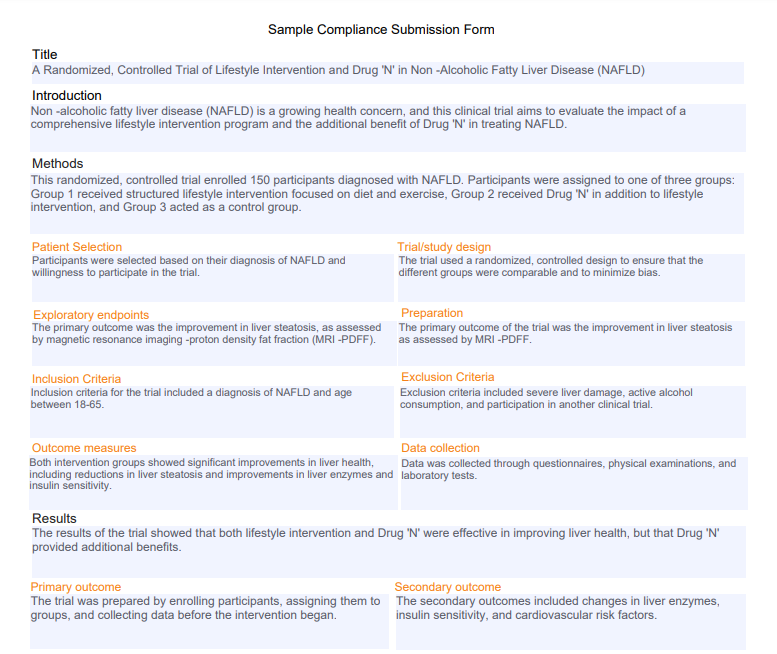 Sample Compliance Submission Form
Title
A Randomized, Controlled Trial of Lifestyle Intervention and Drug 'N' in Non -Alcoholic Fatty Liver Disease (NAFLD)
Introduction
Non -alcoholic fatty liver disease (NAFLD) is a growing health concern, and this clinical trial aims to evaluate the impact of a
comprehensive lifestyle intervention program and the additional benefit of Drug 'N' in treating NAFLD.
Methods
This randomized, controlled trial enrolled 150 participants diagnosed with NAFLD. Participants were assigned to one of three groups:
Group 1 received structured lifestyle intervention focused on diet and exercise, Group 2 received Drug 'N' in addition to lifestyle
intervention, and Group 3 acted as a control group.
Patient Selection
Participants were selected based on their diagnosis of NAFLD and
willingness to participate in the trial.
Trial/study design
The trial used a randomized, controlled design to ensure that the
different groups were comparable and to minimize bias.
Exploratory endpoints
The primary outcome was the improvement in liver steatosis, as assessed
by magnetic resonance imaging -proton density fat fraction (MRI -PDFF).
Preparation
The primary outcome of the trial was the improvement in liver steatosis
as assessed by MRI -PDFF.
Inclusion Criteria
Inclusion criteria for the trial included a diagnosis of NAFLD and age
between 18-65.
Exclusion Criteria
Exclusion criteria included severe liver damage, active alcohol
consumption, and participation in another clinical trial.
Outcome measures
Both intervention groups showed significant improvements in liver health,
including reductions in liver steatosis and improvements in liver enzymes and
insulin sensitivity.
Data collection
Data was collected through questionnaires, physical examinations, and
laboratory tests.
Results
The results of the trial showed that both lifestyle intervention and Drug 'N' were effective in improving liver health, but that Drug 'N'
provided additional benefits.
Primary outcome
The trial was prepared by enrolling participants, assigning them to
groups, and collecting data before the intervention began.
Secondary outcome
The secondary outcomes included changes in liver enzymes,
insulin sensitivity, and cardiovascular risk factors.